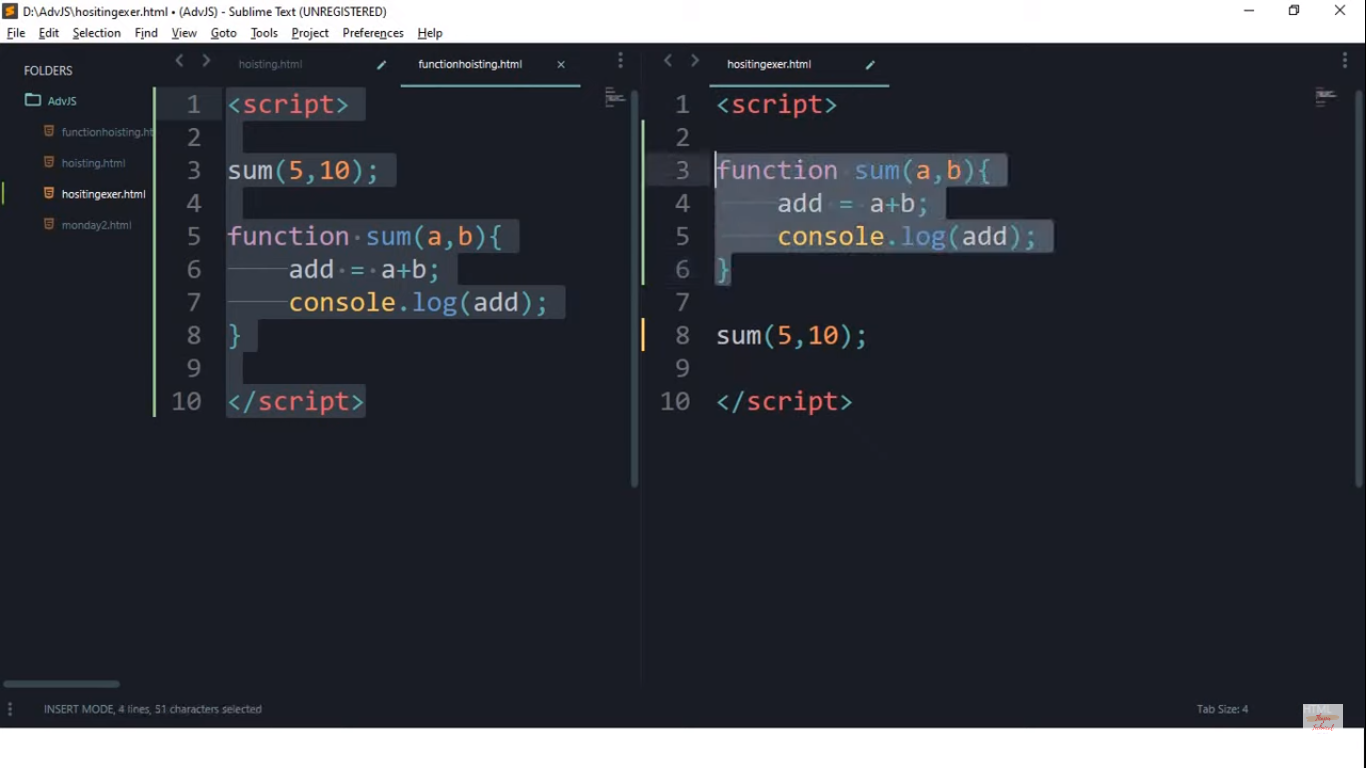 D:\AdvJS\hositingexer.html • (AdvJS) - Sublime Text (UNREGISTERED)
File Edit Selection Find View Goto Tools Project Preferences Help
FOLDERS
AdvJS
functionhoisting.ht
hoisting.html
hositingexer.html
monday2.html
hoisting.html functionhoisting.html
1 <script>
2
3 sum(5,10);
4
5 function sum(a,b){
6 add = a+b;
7 console.log(add);
8 }
9
10 </script>
hositingexer.html
1 <script>
2
3 function sum(a,b){
4 add = a+b;
5 console.log(add);
6 }
7
8 sum(5,10);
9
10 </script>
INSERT MODE, 4 lines, 51 characters selected
Tab Size: 4
HTML